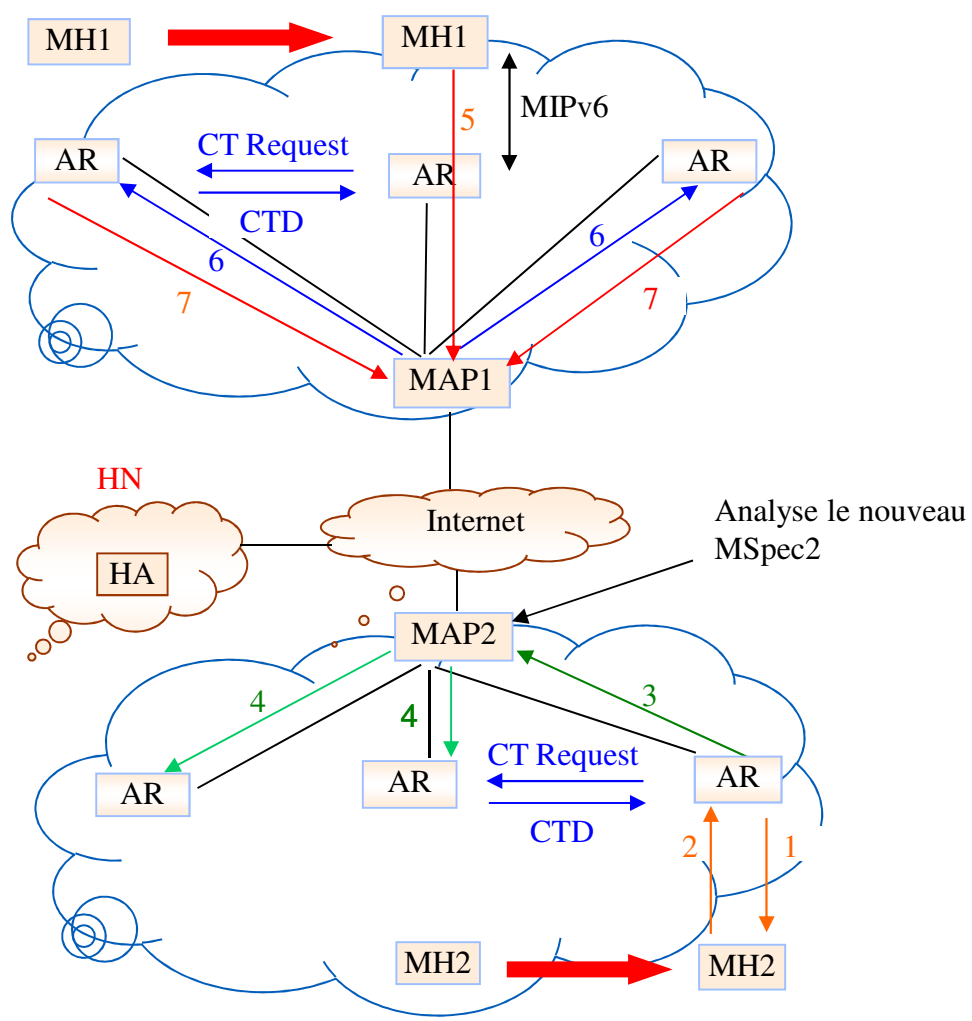 MH1
MH1
MIPv6
5
CT Request
AR
AR
AR
CTD
6
6
7
7
MAP1
HN
Internet
Analyse le nouveau
MSpec2
HA
MAP2
4
4
3
CT Request
AR
AR
AR
CTD
2
1
MH2
MH2